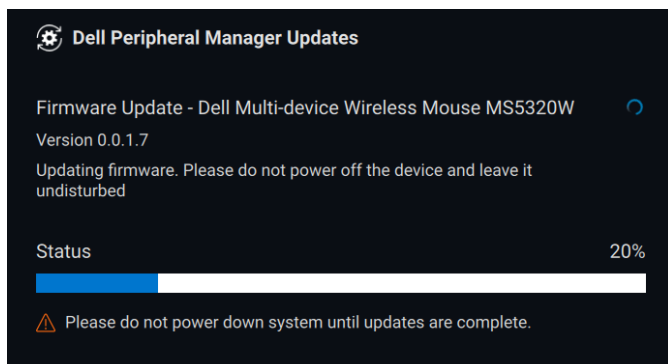 Dell Peripheral Manager Updates
Firmware Update - Dell Multi-device Wireless Mouse MS5320W
Version 0.0.1.7
Updating firmware. Please do not power off the device and leave it
undisturbed
Status 20%
Please do not power down system until updates are complete.